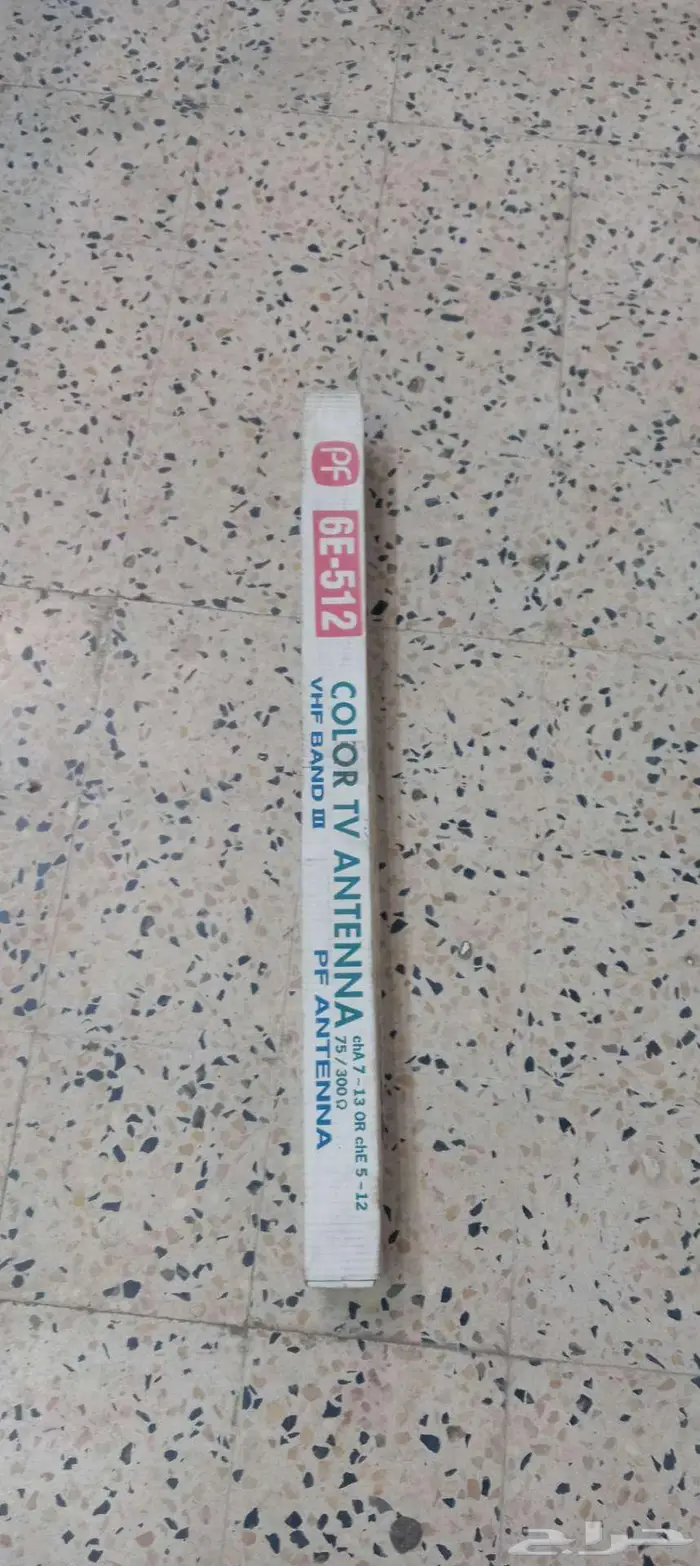 PF
6E-512
COLOR TV ANTENNA
VHF BAND III
chA 7~13 OR chE 5~12
75/300Ω
PF ANTENNA
حراج